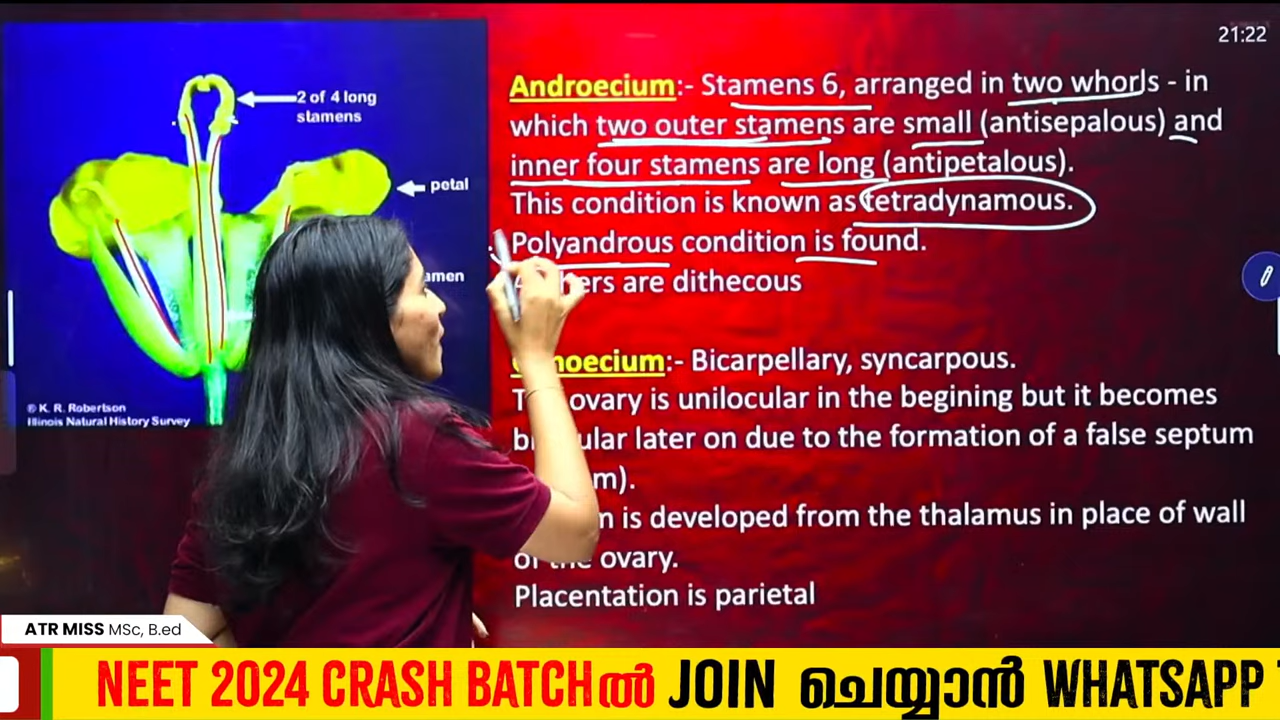 21:22
2 of 4 long
stamens
petal
amen
© K. R. Robertson
Illinois Natural History Survey
Androecium:- Stamens 6, arranged in two whorls - in
which two outer stamens are small (antisepalous) and
inner four stamens are long (antipetalous).
This condition is known as tetradynamous.
Polyandrous condition is found.
are dithecous
:- Bicarpellary, syncarpous.
ovary is unilocular in the begining but it becomes
later on due to the formation of a false septum
m).
is developed from the thalamus in place of wall
of the ovary.
Placentation is parietal
ATR MISS MSc, B.ed
NEET 2024 CRASH BATCHൽ JOIN ചെയ്യാൻ WHATSAPP